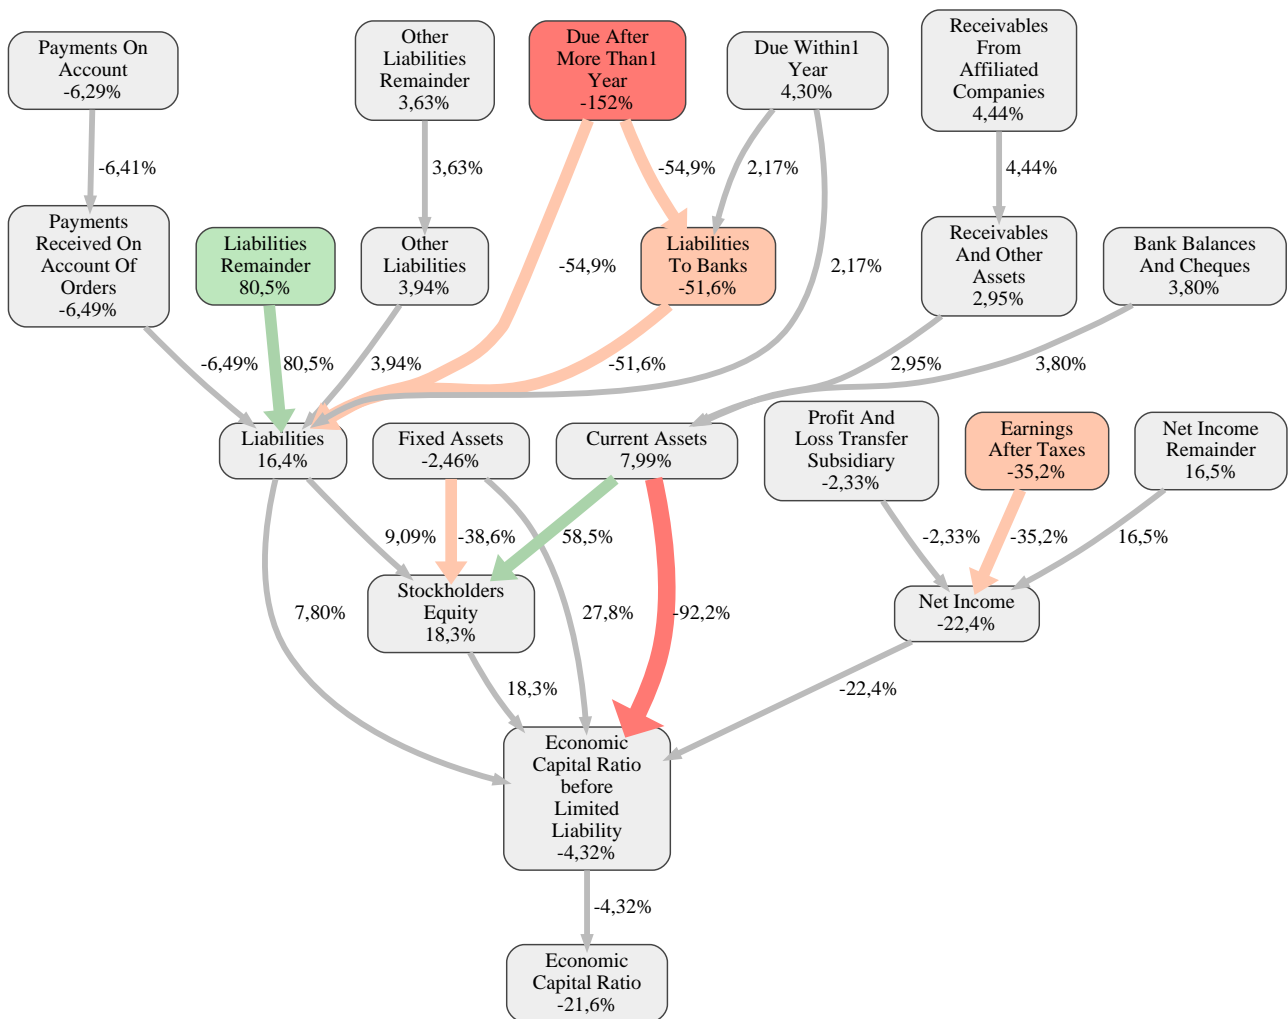 Payments On
Account
-6,29%
Other
Liabilities
Remainder
3,63%
Due After
More Than1
Year
-152%
Due Within1
Year
4,30%
Receivables
From
Affiliated
Companies
4,44%
-6,41%
3,63%
-54,9%
2,17%
4,44%
Payments
Received On
Account Of
Orders
-6,49%
Liabilities
Remainder
80,5%
Other
Liabilities
3,94%
-54,9%
Liabilities
To Banks
-51,6%
2,17%
Receivables
And Other
Assets
2,95%
Bank Balances
And Cheques
3,80%
-6,49%
80,5%
3,94%
-51,6%
2,95%
3,80%
Liabilities
16,4%
Fixed Assets
-2,46%
Current Assets
7,99%
Profit And
Loss Transfer
Subsidiary
-2,33%
Earnings
After Taxes
-35,2%
Net Income
Remainder
16,5%
9,09%
-38,6%
58,5%
-2,33%
-35,2%
16,5%
7,80%
Stockholders
Equity
18,3%
27,8%
-92,2%
Net Income
-22,4%
18,3%
-22,4%
Economic
Capital Ratio
before
Limited
Liability
-4,32%
-4,32%
Economic
Capital Ratio
-21,6%